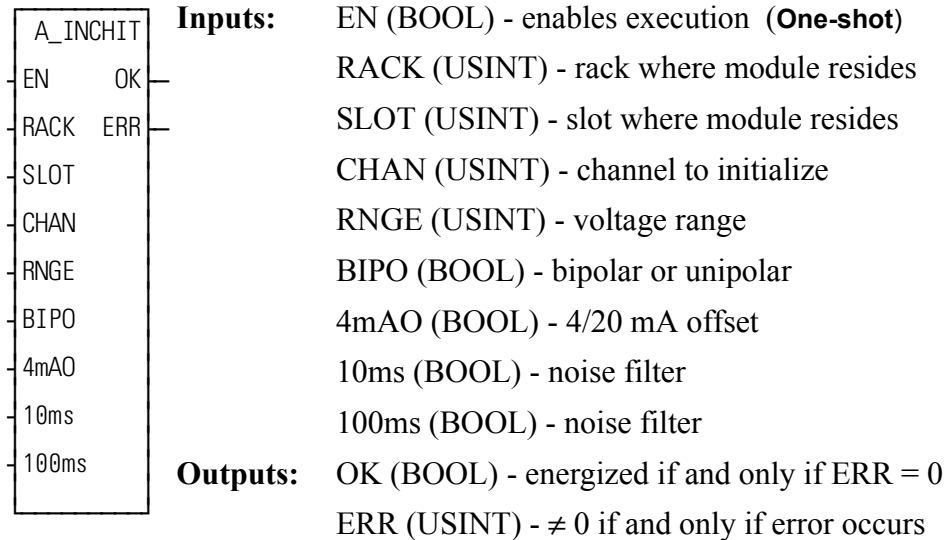 A_INCHIT
EN OK
RACK ERR
SLOT
CHAN
RNGE
BIPO
4mAO
10ms
100ms
Inputs: EN (BOOL) - enables execution (One-shot)
RACK (USINT) - rack where module resides
SLOT (USINT) - slot where module resides
CHAN (USINT) - channel to initialize
RNGE (USINT) - voltage range
BIPO (BOOL) - bipolar or unipolar
4mAO (BOOL) - 4/20 mA offset
10ms (BOOL) - noise filter
100ms (BOOL) - noise filter
Outputs: OK (BOOL) - energized if and only if ERR = 0
ERR (USINT) - ≠ 0 if and only if error occurs